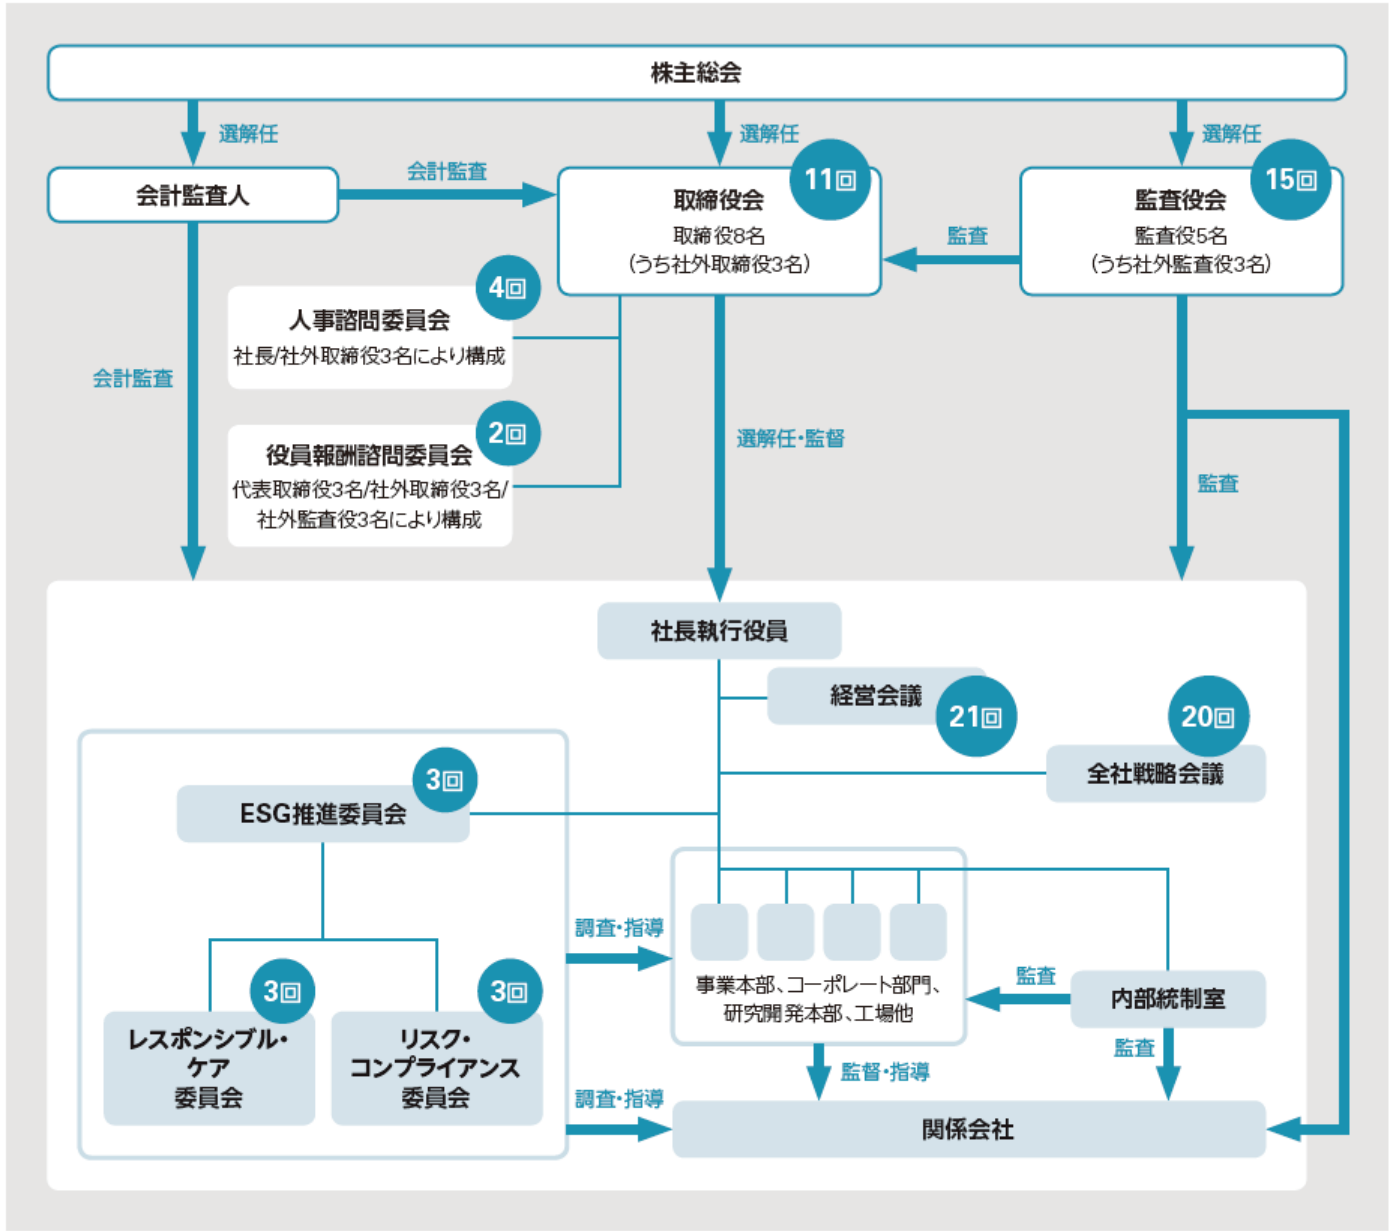 株主総会
選解任
選解任
選解任
会計監査人
会計監査
取締役会
取締役8名
(うち社外取締役3名)
11回
監査
監査役会
監査役5名
(うち社外監査役3名)
15回
人事諮問委員会
社長/社外取締役3名により構成
4回
会計監査
役員報酬諮問委員会
代表取締役3名/社外取締役3名/
社外監査役3名により構成
2回
選解任・監督
監査
社長執行役員
経営会議
21回
全社戦略会議
20回
ESG推進委員会
3回
レスポンシブル・
ケア
委員会
3回
リスク・
コンプライアンス
委員会
3回
調査・指導
事業本部、コーポレート部門、
研究開発本部、工場他
監査
内部統制室
監督・指導
監査
調査・指導
関係会社